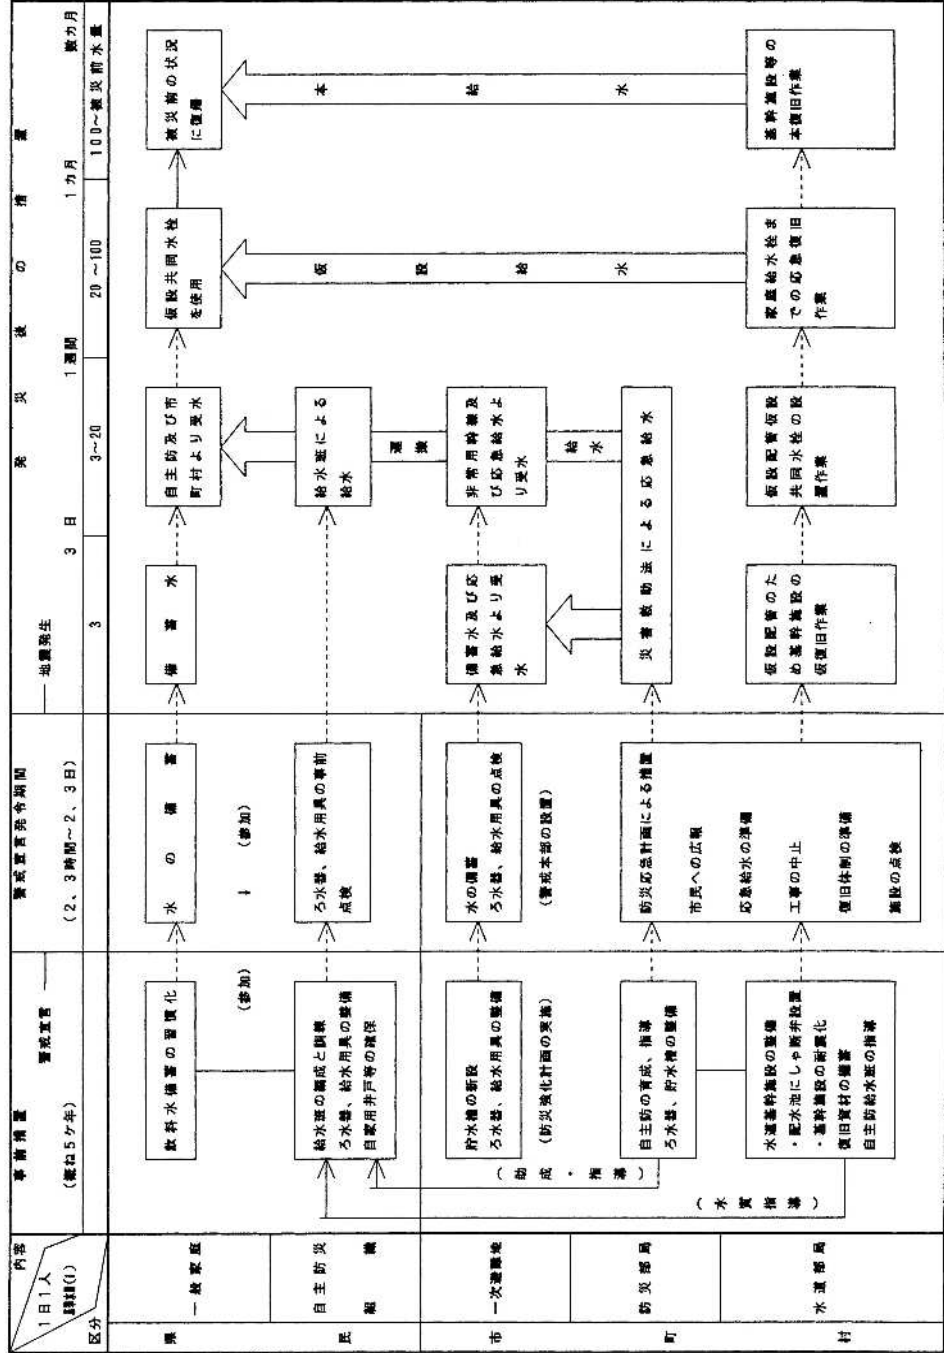 内容
1日1人
区分
事前措置
(概ね5ケ年)
警戒宣言
警戒宣言発令期間
(2、3時間~2、3日)
地震発生
発災後の措置
3日
1週間
1カ月
数カ月
3
3~20
20~100
100~被災前水量
県民
一般家庭
飲料水備蓄の習慣化
水の備蓄
備蓄水
自主防及び市
町村より受水
仮設共同水栓
を使用
被災前の状況
に復帰
(参加)
(参加)
自主防災
組織
給水班の編成と訓練
ろ水器、給水用具の整備
自家用井戸等の確保
ろ水器、給水用具の事前
点検
給水班による
給水
運搬
市町村
一次避難地
貯水槽の新設
ろ水器、給水用具の整備
(防災強化計画の実施)
水の備蓄
ろ水器、給水用具の点検
(警戒本部の設置)
備蓄水及び応
急給水より受
水
非常用幹線及
び応急給水よ
り受水
給水
仮設給水
本給水
(助成・指導)
防災部局
自主防の育成、指導
ろ水器、貯水槽の整備
防災応急計画による措置
市民への広報
応急給水の準備
工事の中止
復旧体制の準備
施設の点検
災害救助法による応急給水
(水質指導)
水道部局
水道基幹施設の整備
・配水池にしゃ断弁設置
・基幹施設の耐震化
復旧資材の備蓄
自主防給水班の指導
仮設配管のた
め基幹施設の
仮復旧作業
仮設配管仮設
共同水栓の設
置作業
家庭給水栓ま
での応急復旧
作業
基幹施設等の
本復旧作業